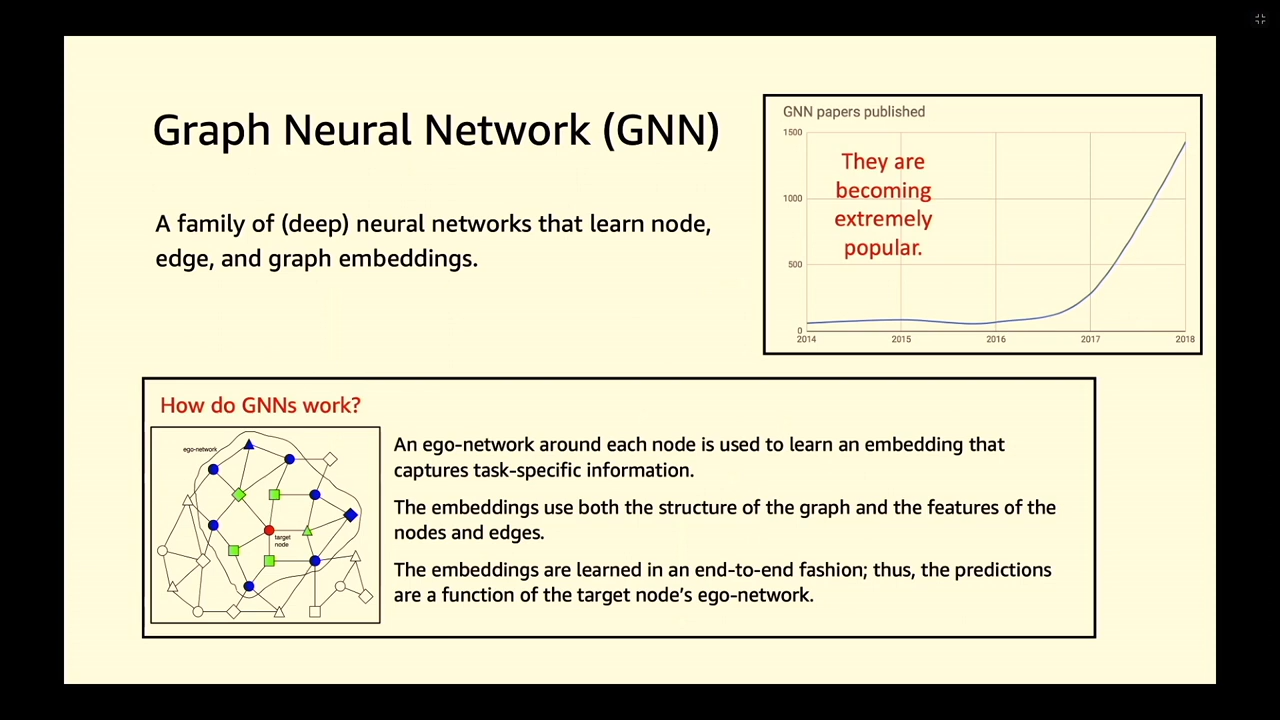 Graph Neural Network (GNN)
A family of (deep) neural networks that learn node,
edge, and graph embeddings.
GNN papers published
1500
1000
500
0
2014 2015 2016 2017 2018
They are
becoming
extremely
popular.
How do GNNs work?
ego-network
target
node
An ego-network around each node is used to learn an embedding that
captures task-specific information.
The embeddings use both the structure of the graph and the features of the
nodes and edges.
The embeddings are learned in an end-to-end fashion; thus, the predictions
are a function of the target node's ego-network.